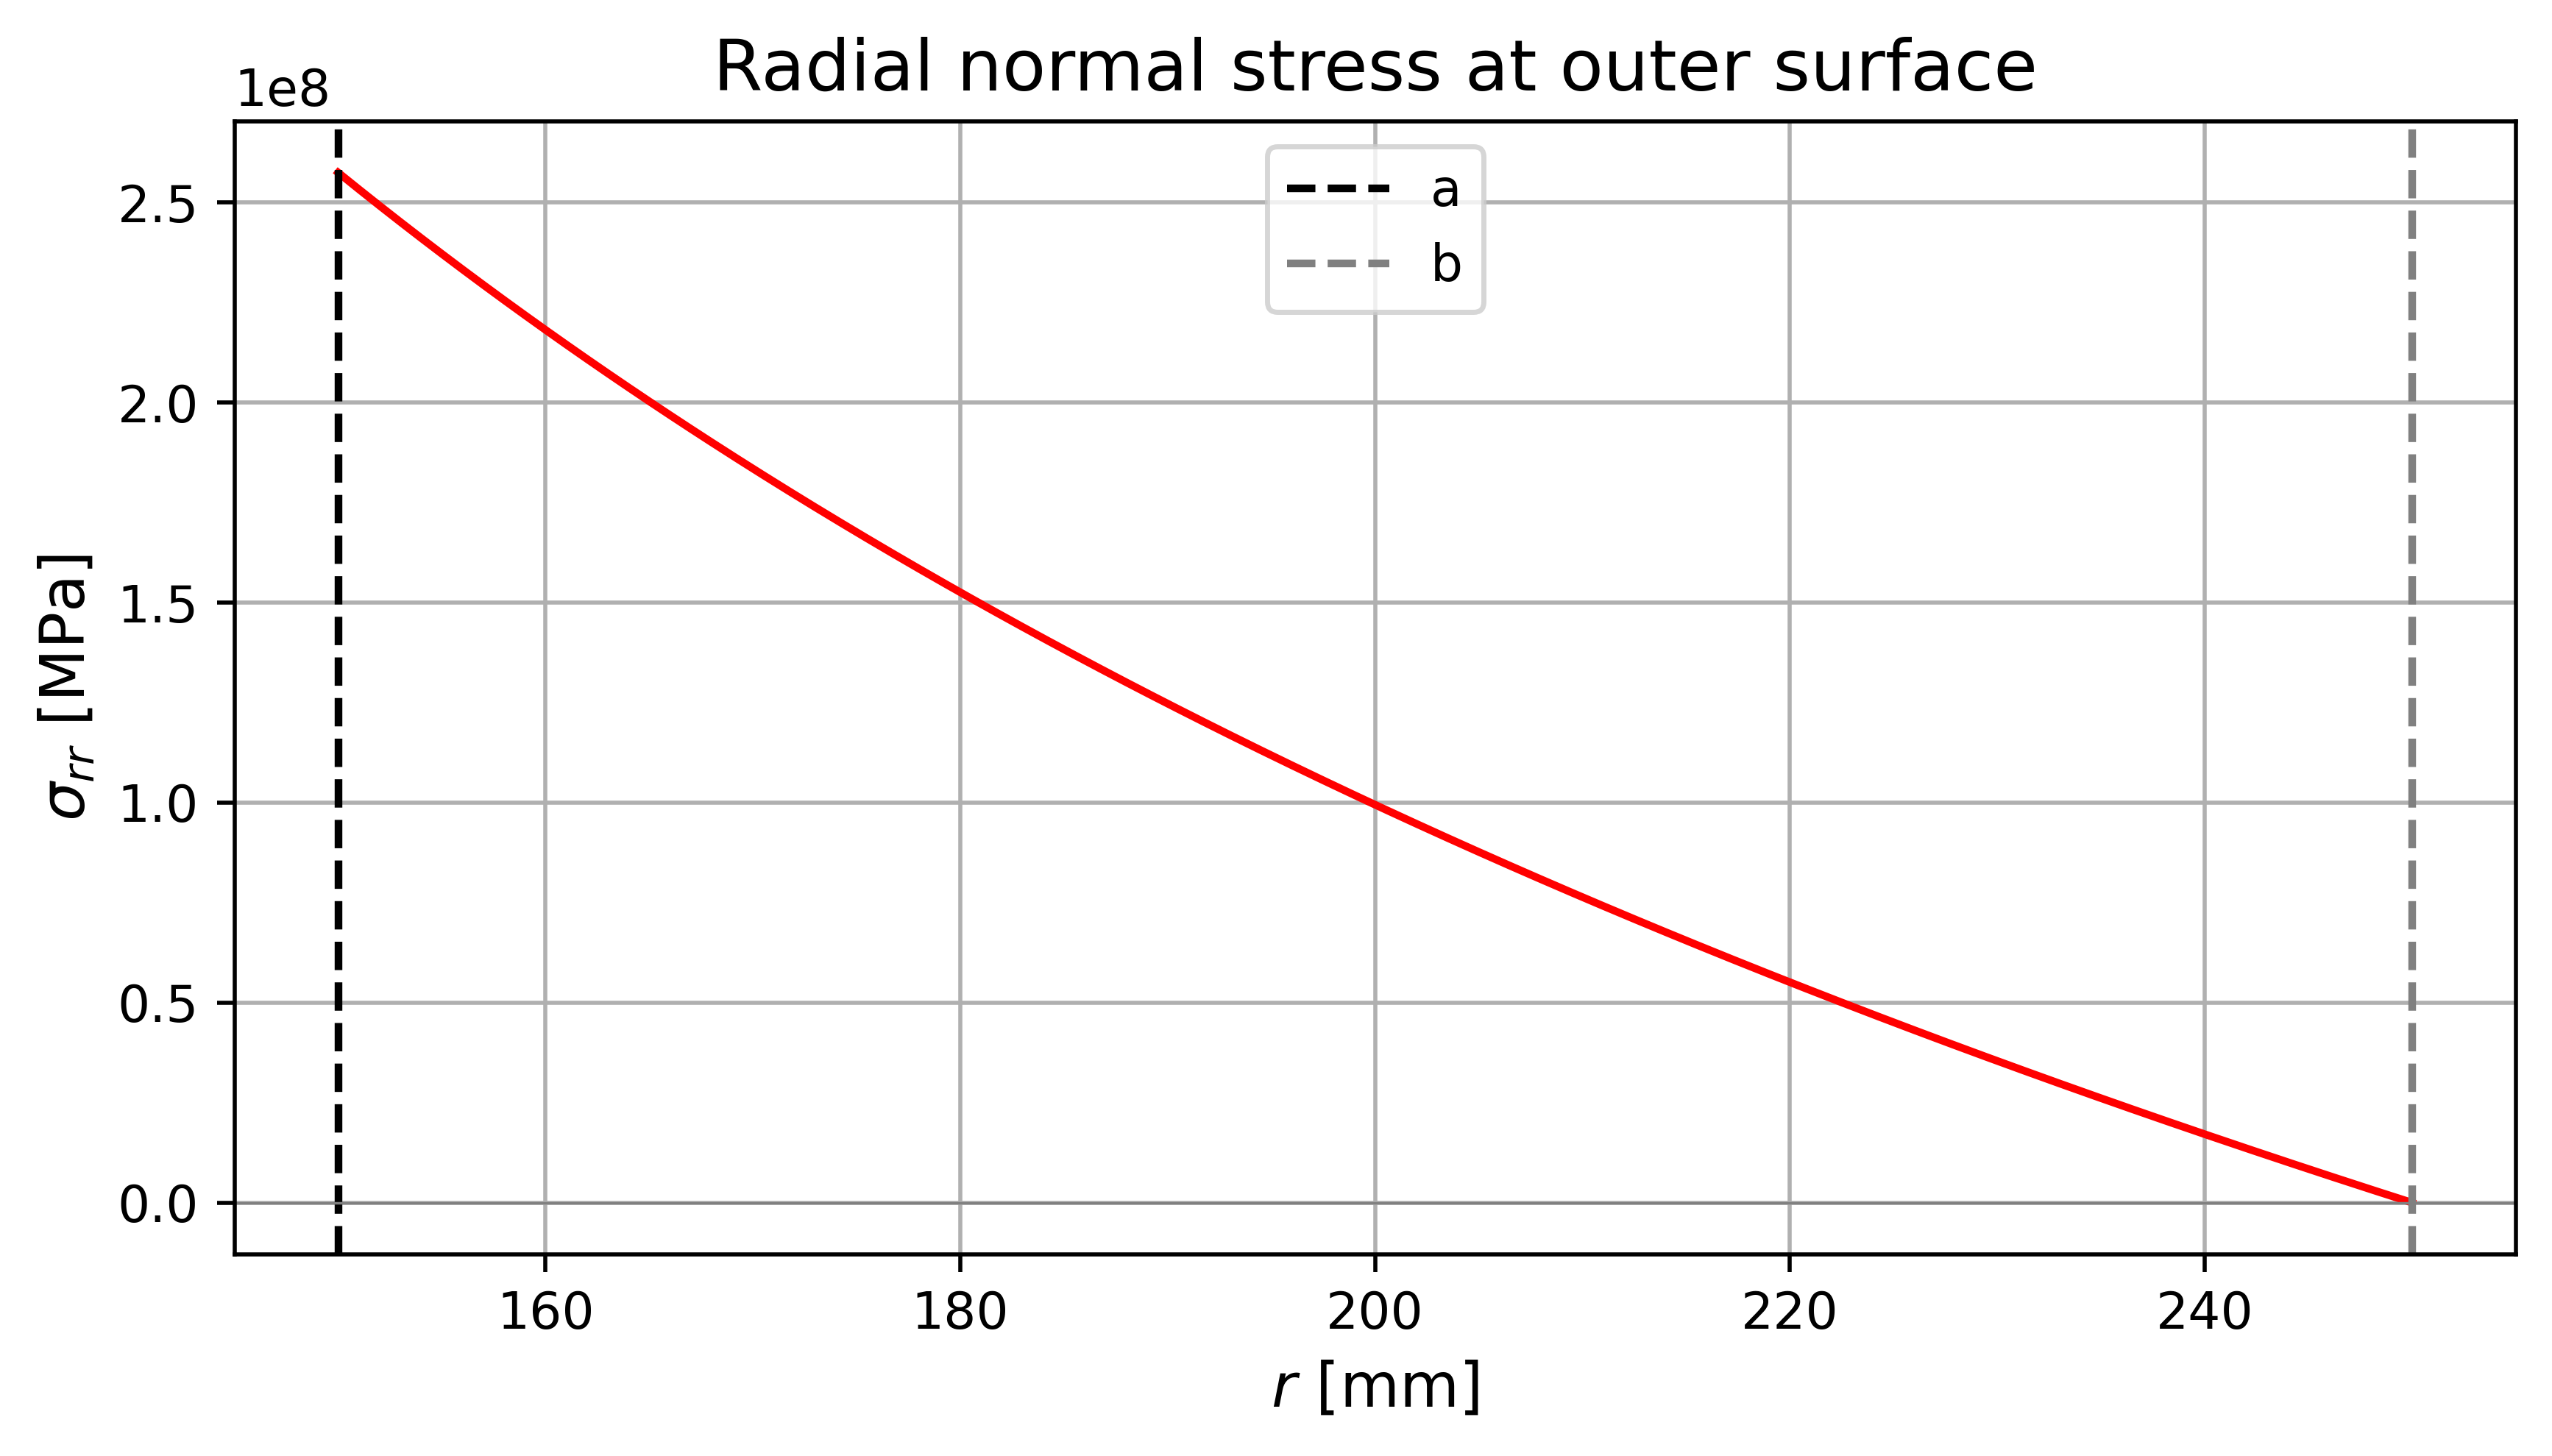 Radial normal stress at outer surface
1e8
a
b
2.5
2.0
1.5
1.0
0.5
0.0
σrr [MPa]
160 180 200 220 240
r [mm]